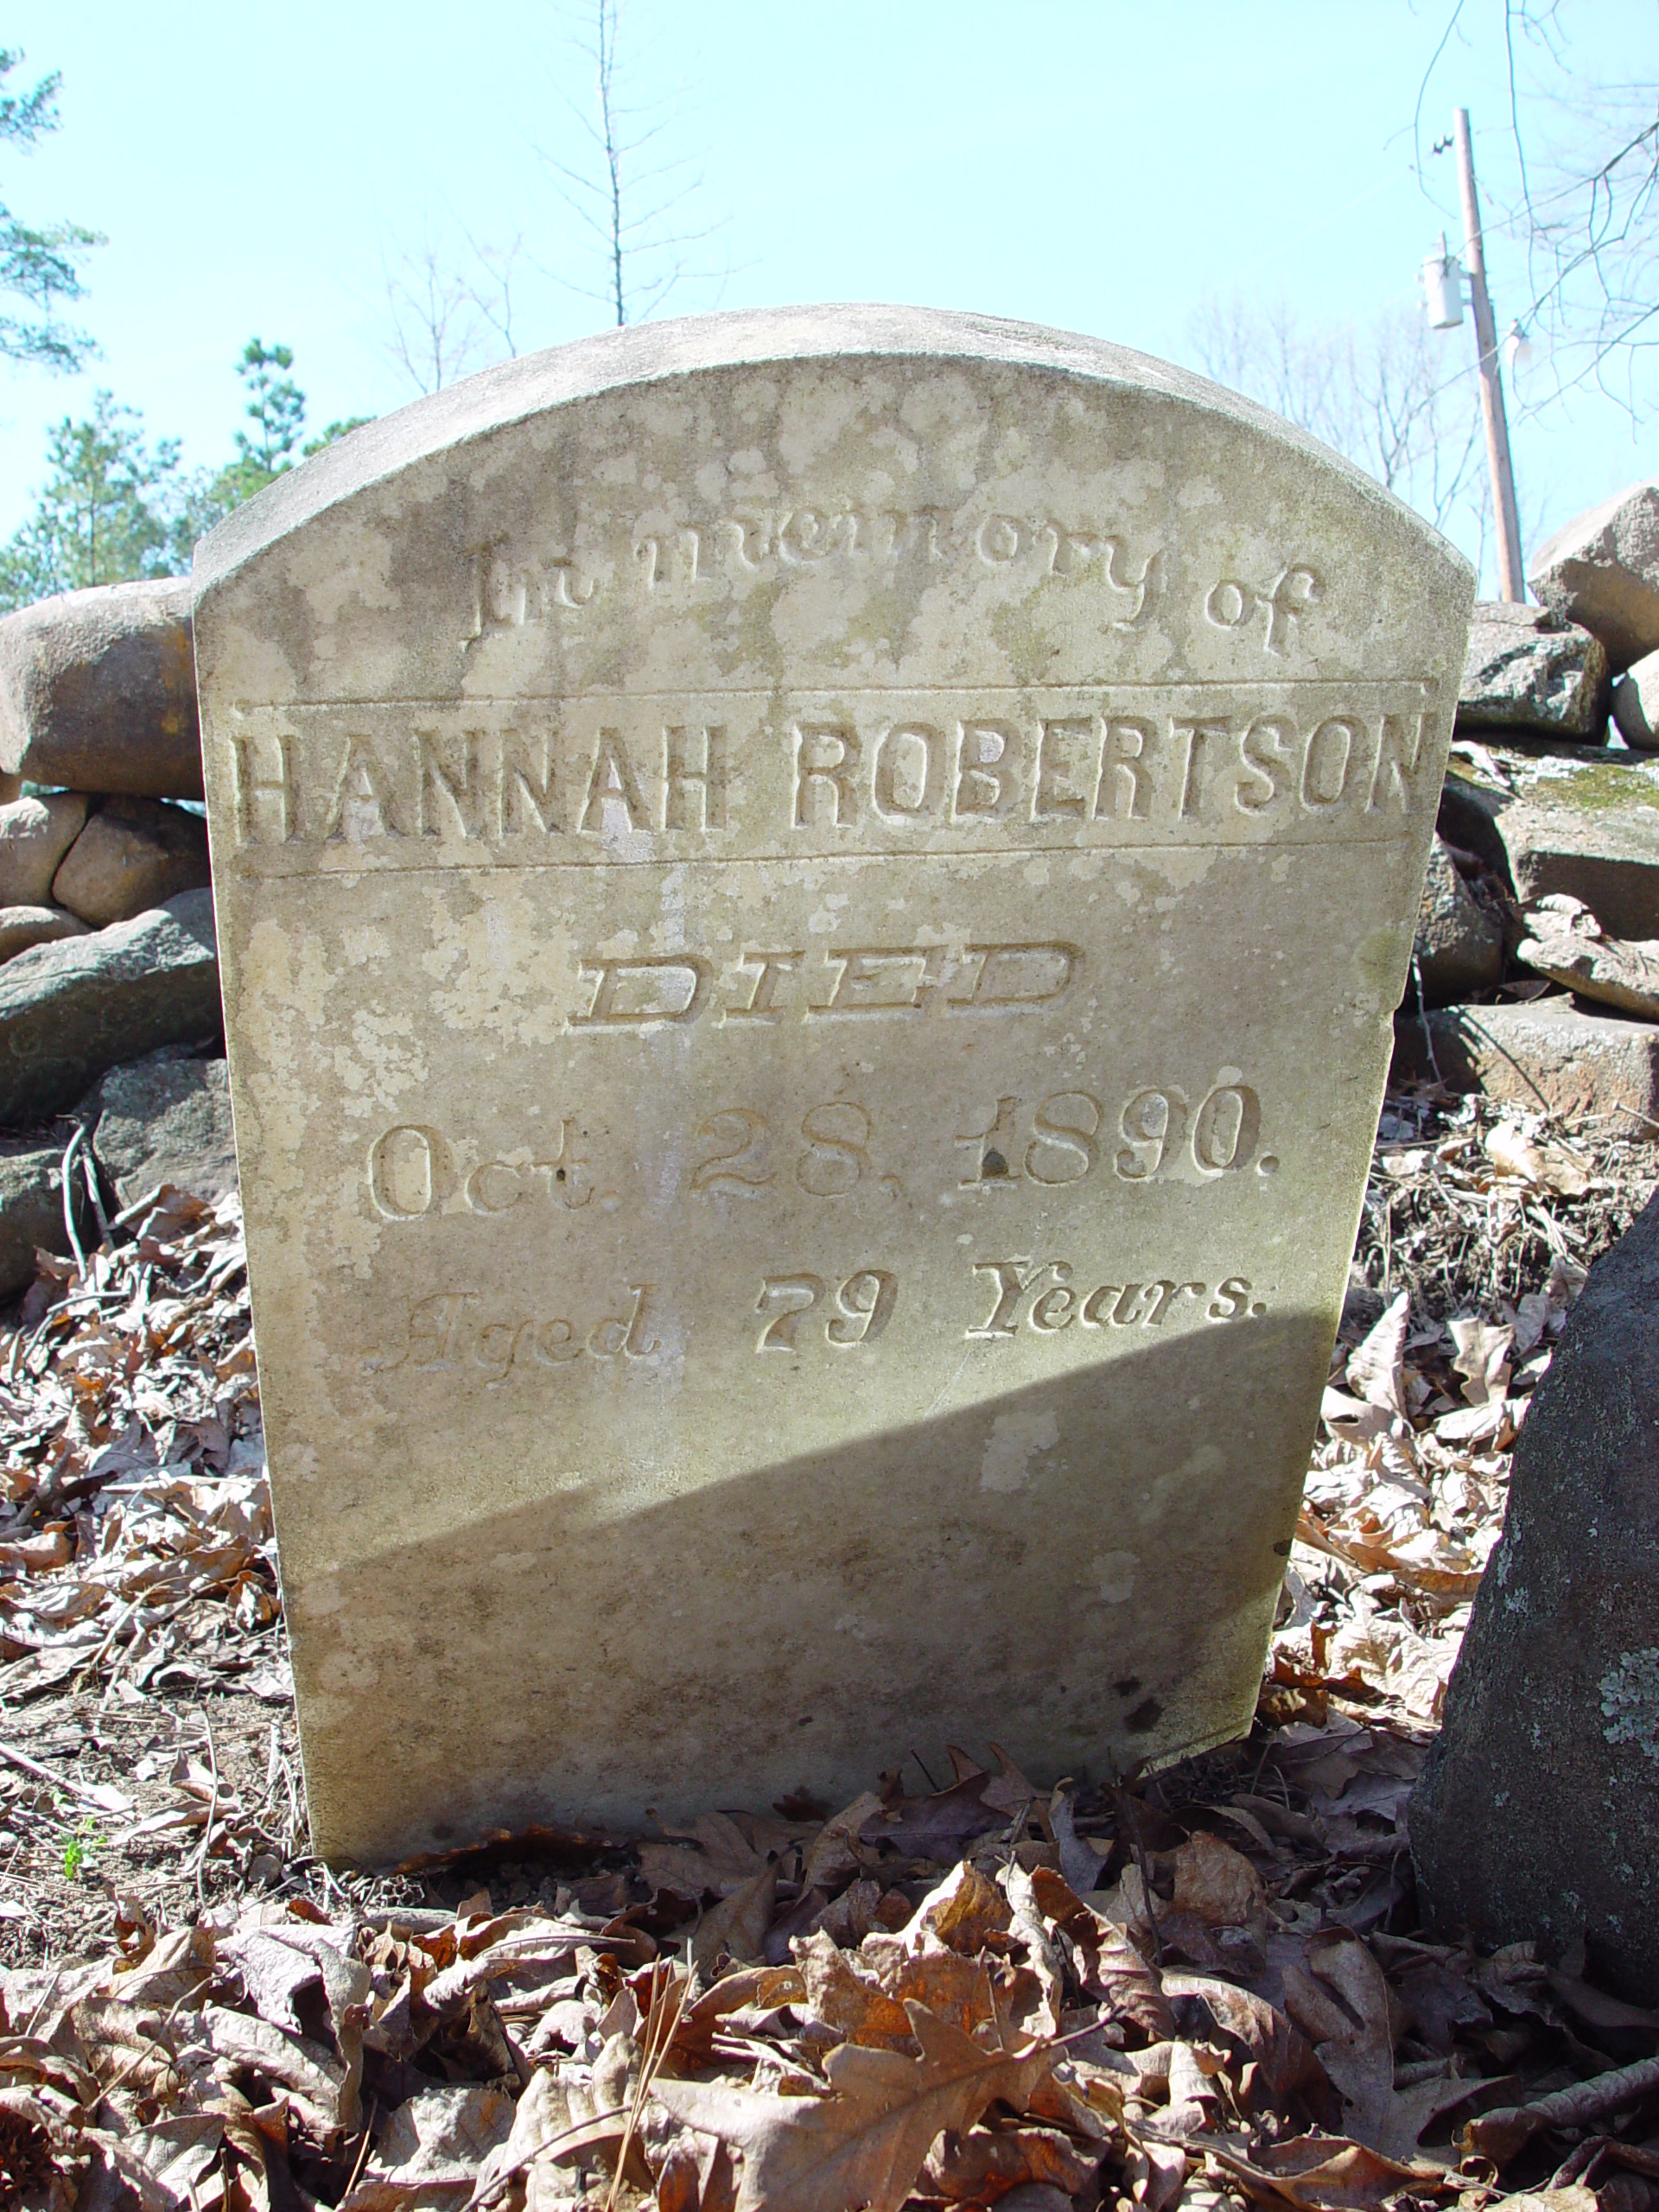 In memory of
HANNAH ROBERTSON
DIED
Oct. 28, 1890.
Aged 79 Years.